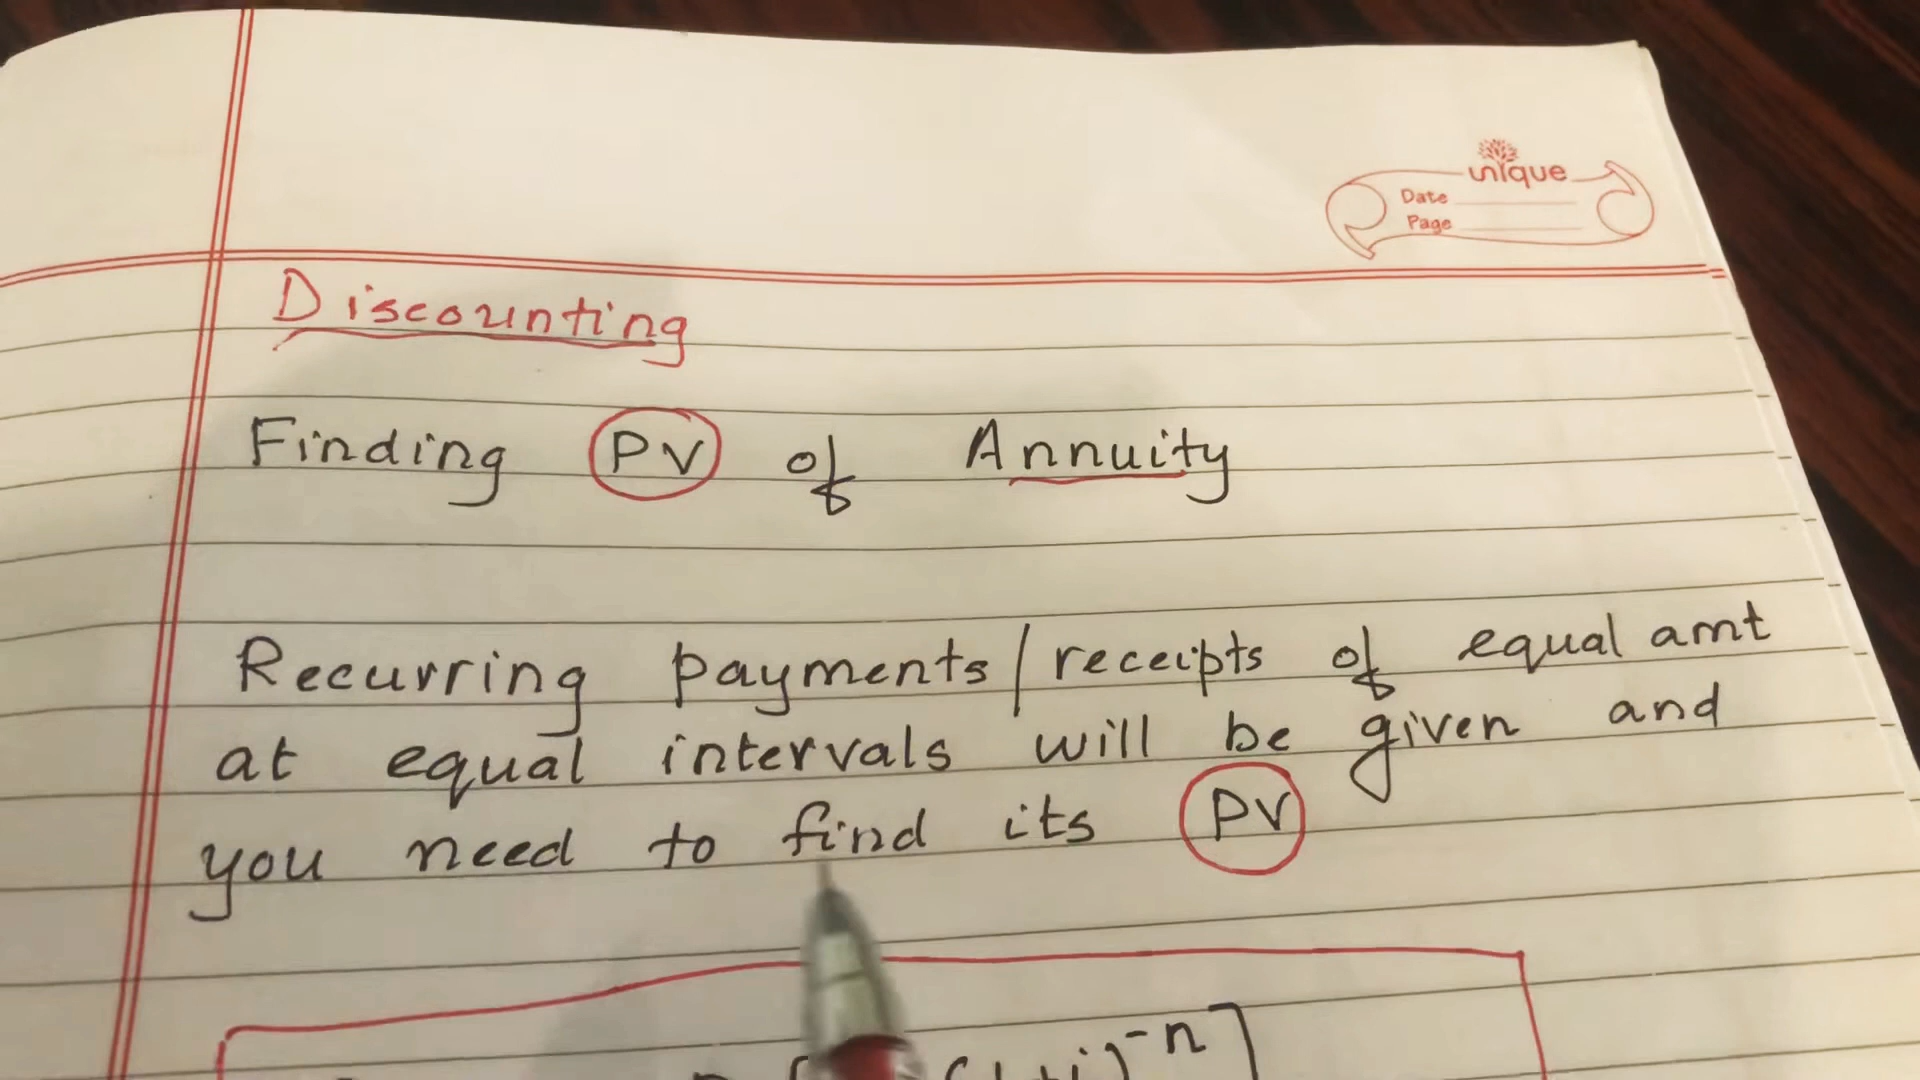 unique
Date
Page
Discounting
Finding PV of Annuity
Recurring payments/receipts of equal amt
at equal intervals will be given and
you need to find its PV
(1+i)-n]